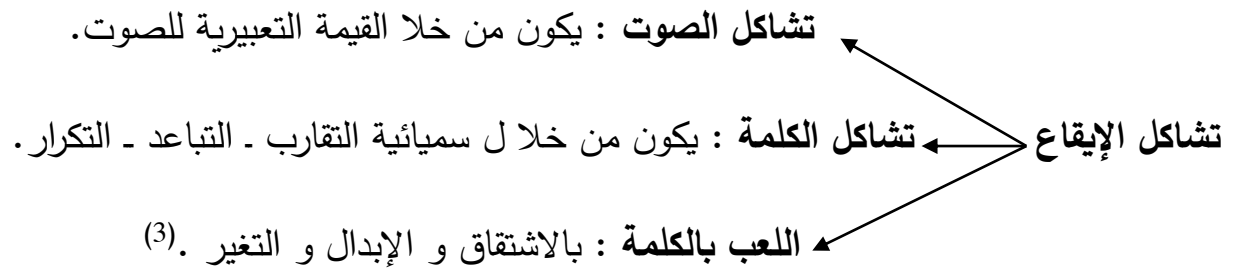 تشاكل الصوت : يكون من خلا القيمة التعبيرية للصوت.
تشاكل الإيقاع
تشاكل الكلمة : يكون من خلا ل سميائية التقارب ـ التباعد ـ التكرار.
اللعب بالكلمة : بالاشتقاق و الإبدال و التغير .(3)